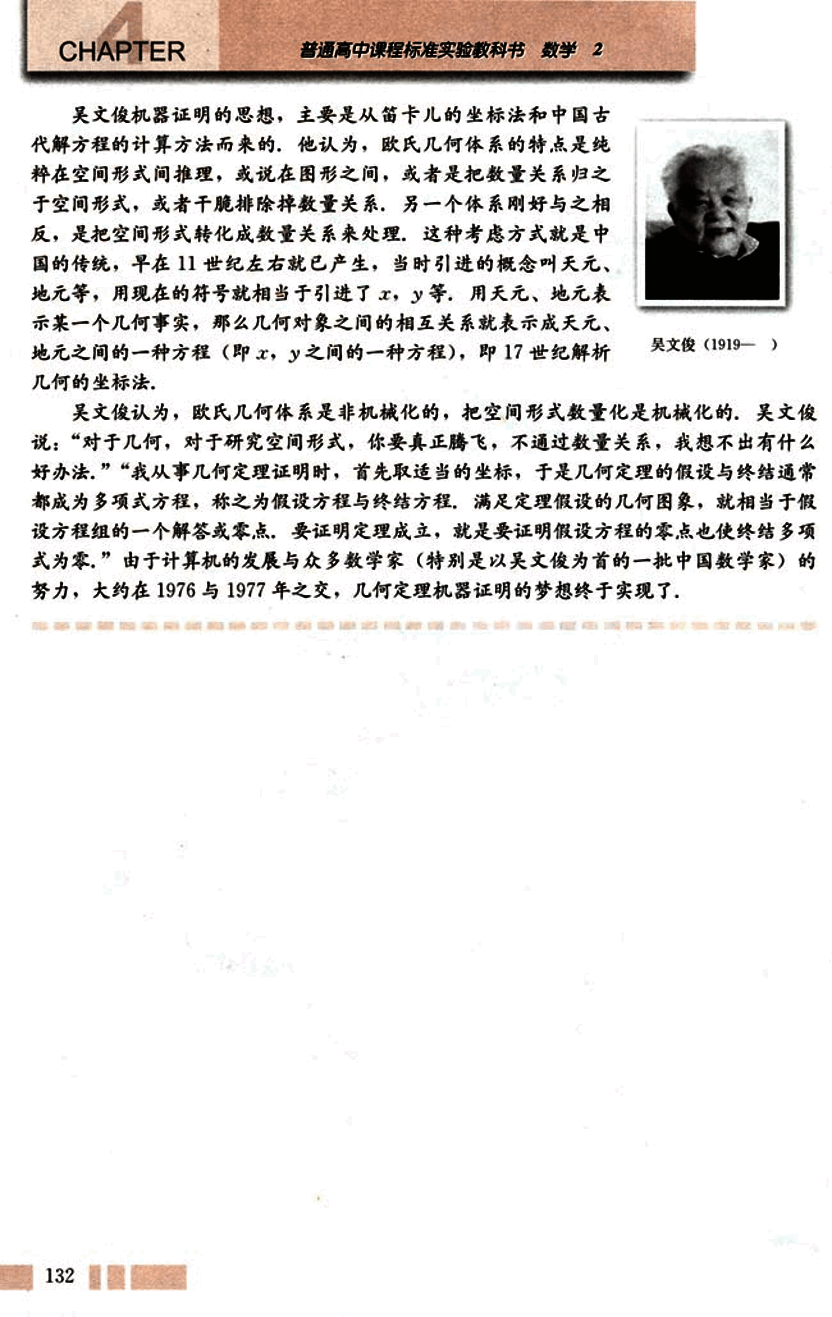 4
CHAPTER
普通高中课程标准实验教科书 数学 2
吴文俊机器证明的思想，主要是从笛卡儿的坐标法和中国古
代解方程的计算方法而来的．他认为，欧氏几何体系的特点是纯
粹在空间形式间推理，或说在图形之间，或者是把数量关系归之
于空间形式，或者干脆排除掉数量关系．另一个体系刚好与之相
反，是把空间形式转化成数量关系来处理．这种考虑方式就是中
国的传统，早在 11 世纪左右就已产生，当时引进的概念叫天元、
地元等，用现在的符号就相当于引进了 x，y 等．用天元、地元表
示某一个几何事实，那么几何对象之间的相互关系就表示成天元、
地元之间的一种方程（即 x，y 之间的一种方程），即 17 世纪解析
几何的坐标法．
吴文俊（1919— ）
吴文俊认为，欧氏几何体系是非机械化的，把空间形式数量化是机械化的．吴文俊
说：“对于几何，对于研究空间形式，你要真正腾飞，不通过数量关系，我想不出有什么
好办法．”“我从事几何定理证明时，首先取适当的坐标，于是几何定理的假设与终结通常
都成为多项式方程，称之为假设方程与终结方程．满足定理假设的几何图象，就相当于假
设方程组的一个解答或零点．要证明定理成立，就是要证明假设方程的零点也使终结多项
式为零．”由于计算机的发展与众多数学家（特别是以吴文俊为首的一批中国数学家）的
努力，大约在 1976 与 1977 年之交，几何定理机器证明的梦想终于实现了．
132